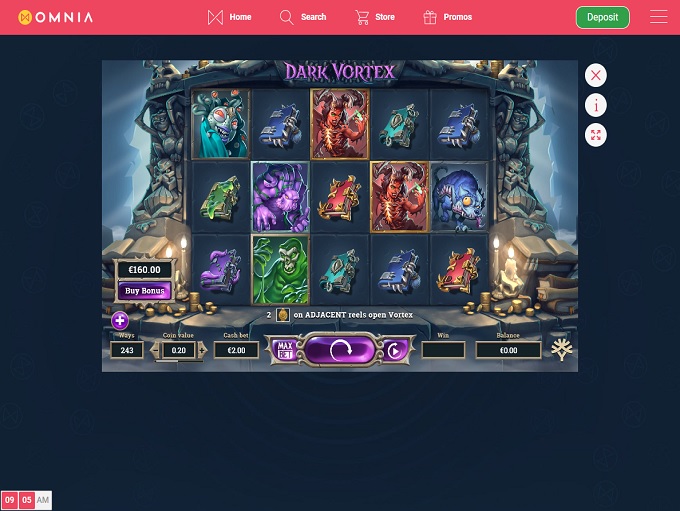 OMNIA
Home
Search
Store
Promos
Deposit
DARK VORTEX
€160.00
Buy Bonus
2 on ADJACENT reels open Vortex
Ways
Coin value
Cash bet
Win
Balance
243
0.20
€2.00
MAX
BET
€0.00
09 05 AM